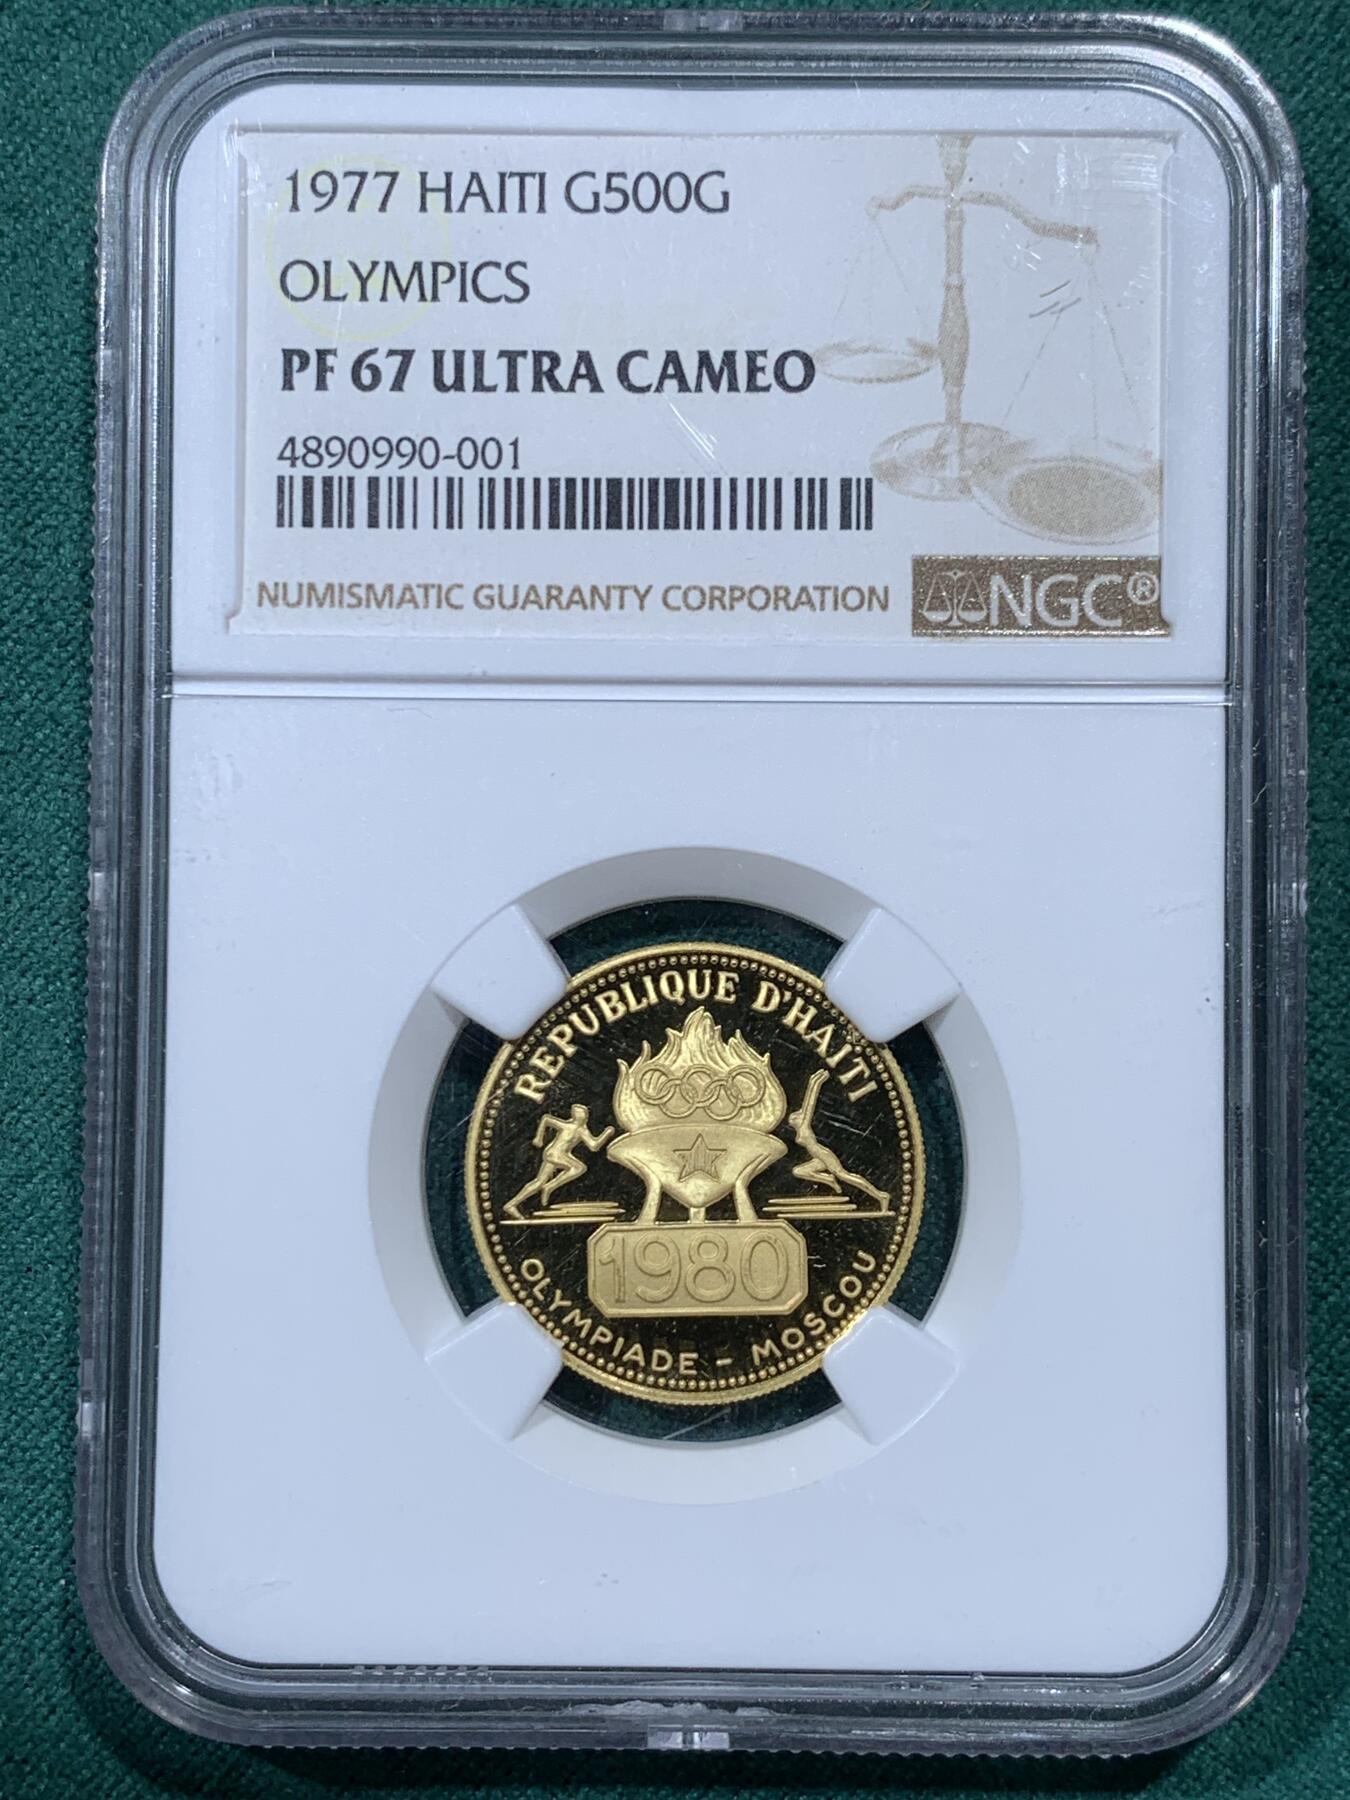 1977 HAITI G500G
OLYMPICS
PF 67 ULTRA CAMEO
4890990-001
NUMISMATIC GUARANTY CORPORATION
NGC®
REPUBLIQUE D'HAITI
1980
OLYMPIADE - MOSCOU